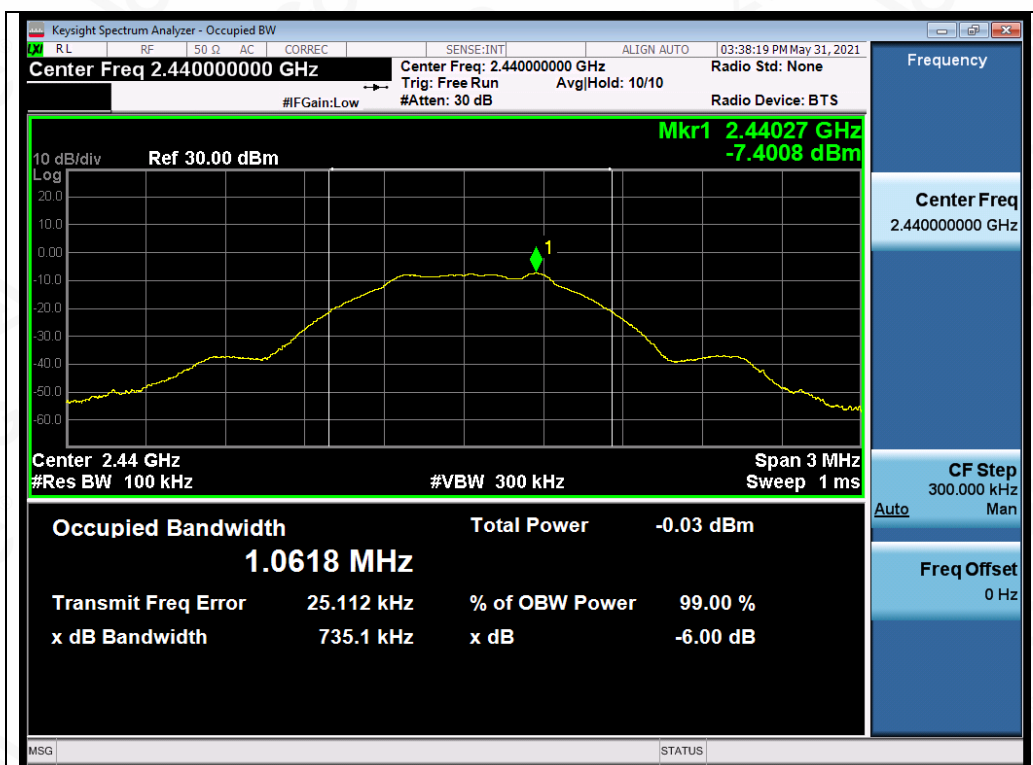 Keysight Spectrum Analyzer - Occupied BW
LXI RL RF 50 Ω AC CORREC SENSE:INT ALIGN AUTO 03:38:19 PM May 31, 2021
Center Freq 2.440000000 GHz
Center Freq: 2.440000000 GHz
Radio Std: None
Trig: Free Run Avg|Hold: 10/10
#IFGain:Low #Atten: 30 dB Radio Device: BTS
Mkr1 2.44027 GHz
-7.4008 dBm
10 dB/div Ref 30.00 dBm
Log
20.0
10.0
0.00
1
-10.0
-20.0
-30.0
-40.0
-50.0
-60.0
Center 2.44 GHz Span 3 MHz
#Res BW 100 kHz #VBW 300 kHz Sweep 1 ms
Occupied Bandwidth Total Power -0.03 dBm
1.0618 MHz
Transmit Freq Error 25.112 kHz % of OBW Power 99.00 %
x dB Bandwidth 735.1 kHz x dB -6.00 dB
MSG STATUS
Frequency
Center Freq
2.440000000 GHz
CF Step
300.000 kHz
Auto Man
Freq Offset
0 Hz